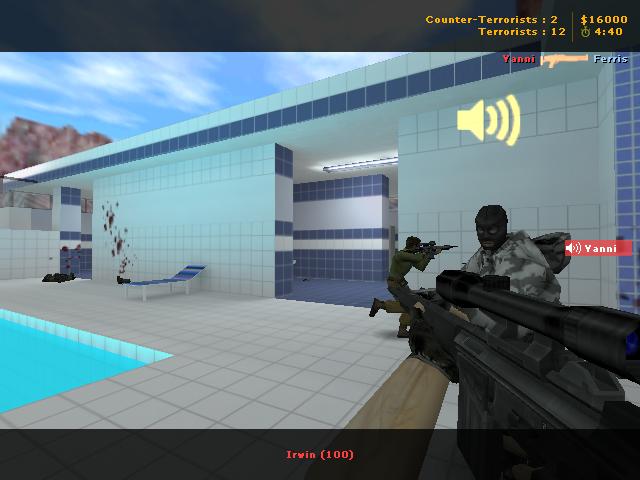 Counter-Terrorists : 2 $16000
Terrorists : 12 4:40
Yanni Ferris
Yanni
Irwin (100)